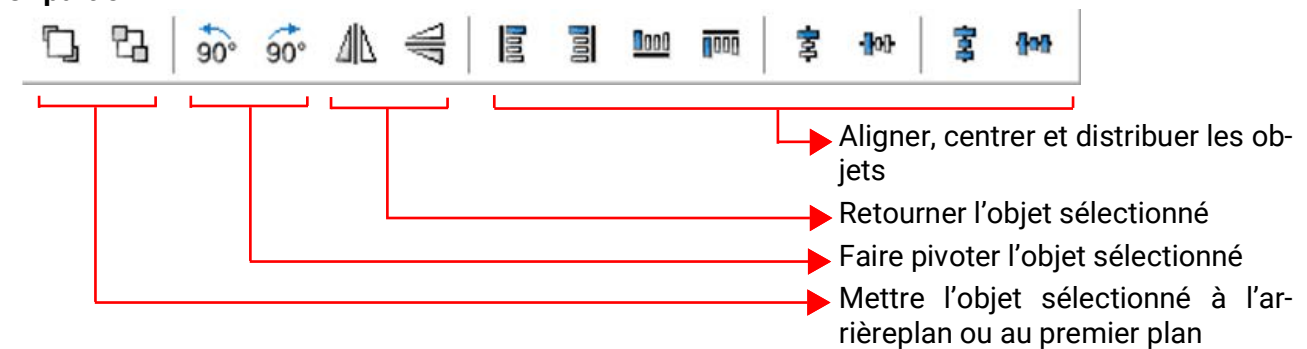 90° 90°
Aligner, centrer et distribuer les ob-
jets
Retourner l’objet sélectionné
Faire pivoter l’objet sélectionné
Mettre l’objet sélectionné à l’ar-
rièreplan ou au premier plan